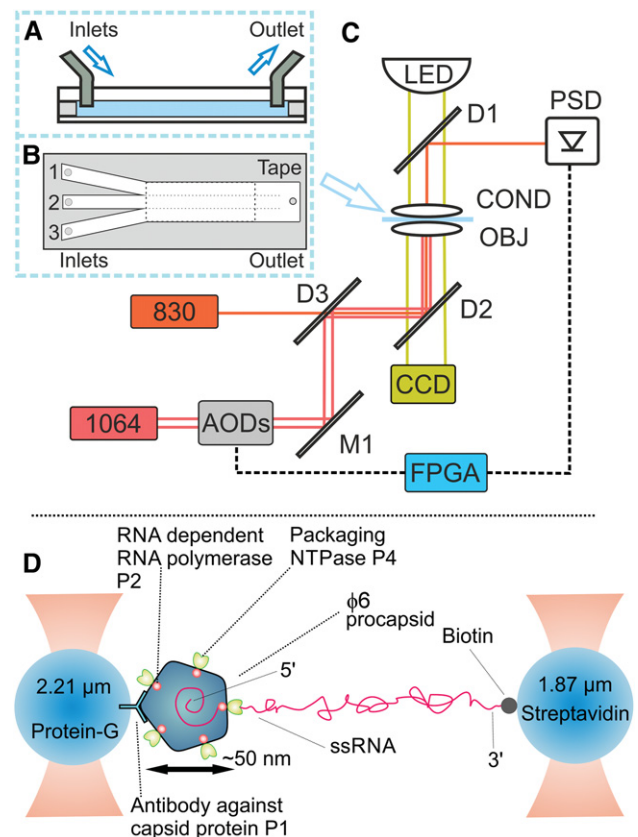 A
Inlets
Outlet
B
1
2
3
Tape
Inlets
Outlet
C
LED
D1
PSD
COND
OBJ
D3
D2
830
CCD
1064
AODs
M1
FPGA
D
RNA dependent
RNA polymerase
P2
Packaging
NTPase P4
ϕ6
procapsid
Biotin
5'
2.21 µm
Protein-G
1.87 µm
Streptavidin
ssRNA
3'
~50 nm
Antibody against
capsid protein P1